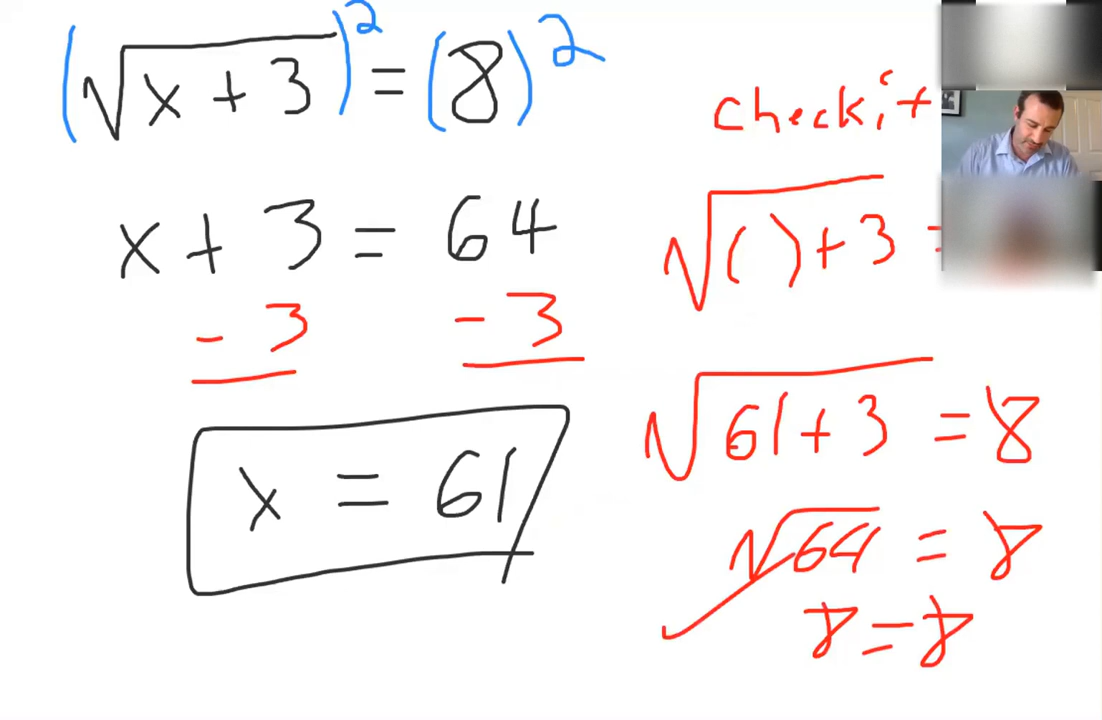 (√x + 3)² = (8)²
x + 3 = 64
- 3 - 3
x = 61
check it
√( ) + 3 =
√61 + 3 = 8
√64 = 8
8 = 8